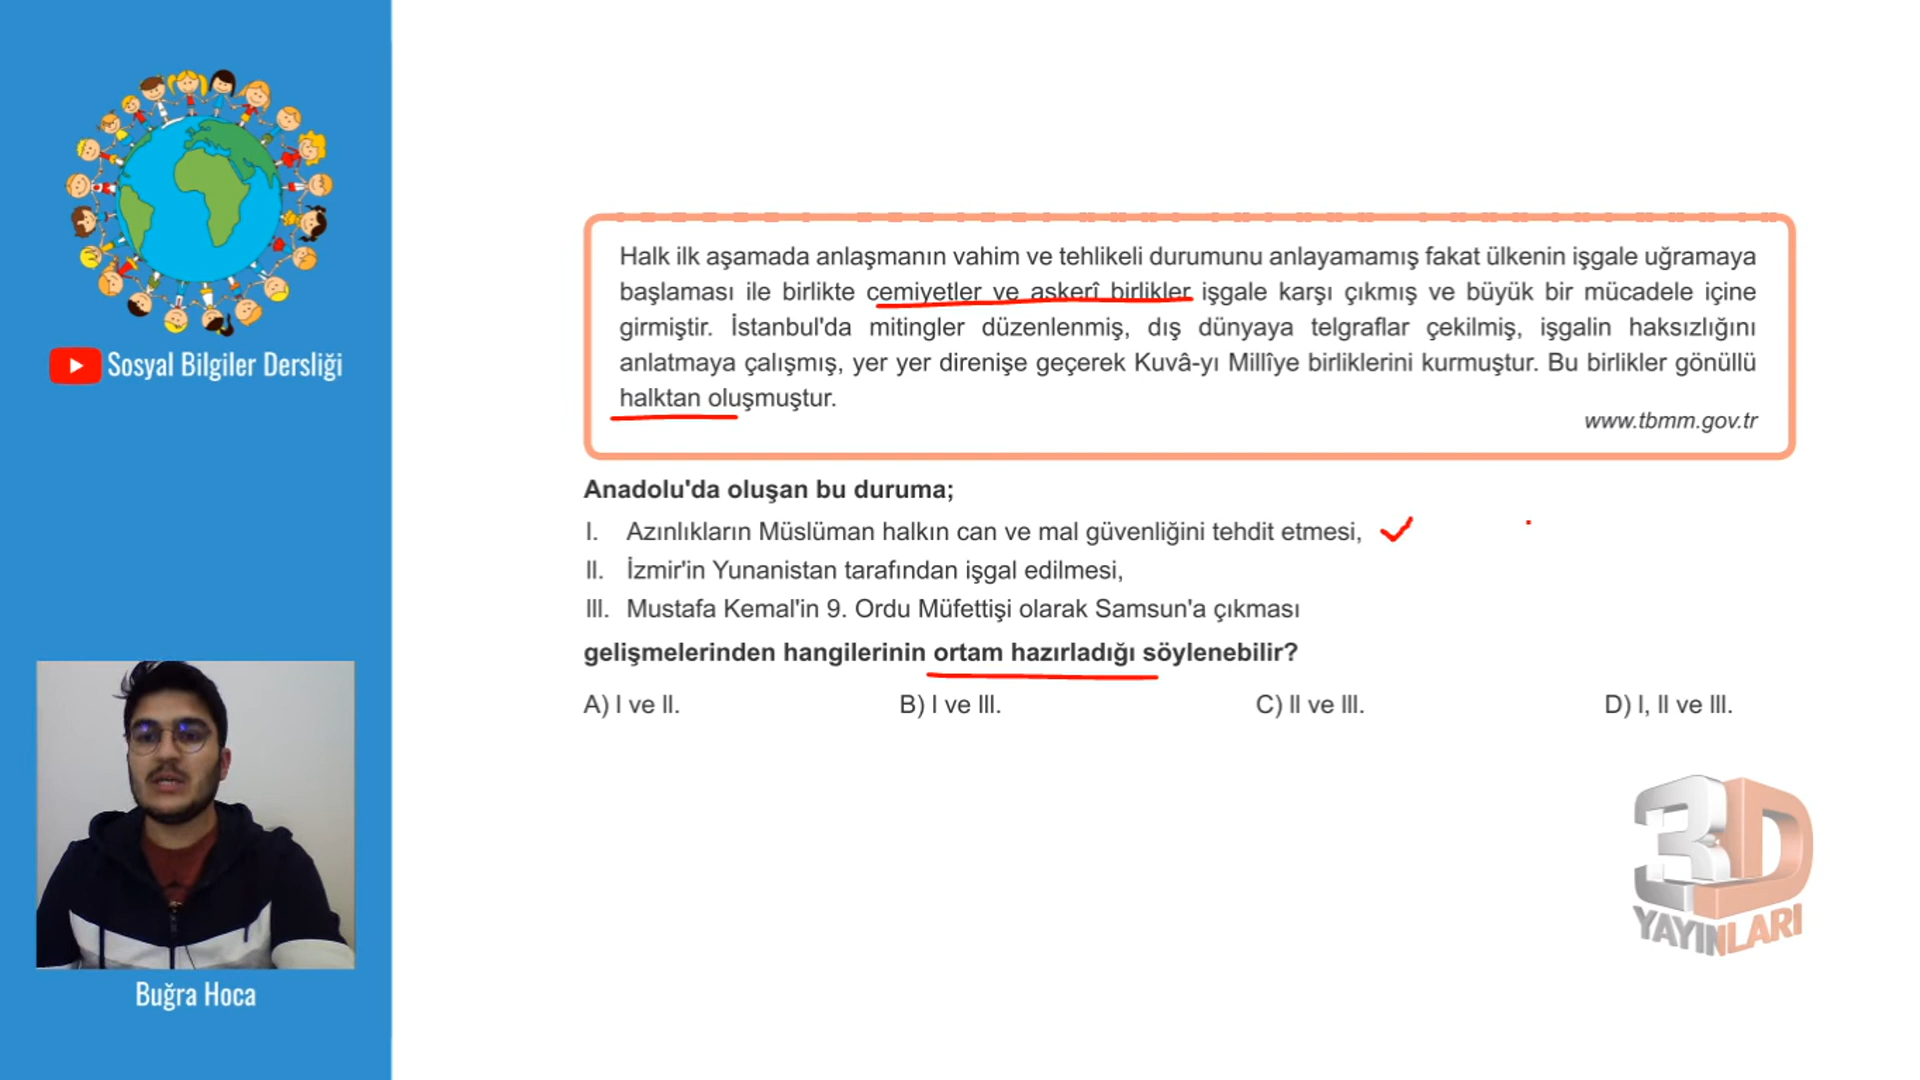 Sosyal Bilgiler Dersliği
Buğra Hoca
Halk ilk aşamada anlaşmanın vahim ve tehlikeli durumunu anlayamamış fakat ülkenin işgale uğramaya
başlaması ile birlikte cemiyetler ve askerî birlikler işgale karşı çıkmış ve büyük bir mücadele içine
girmiştir. İstanbul'da mitingler düzenlenmiş, dış dünyaya telgraflar çekilmiş, işgalin haksızlığını
anlatmaya çalışmış, yer yer direnişe geçerek Kuvâ-yı Millîye birliklerini kurmuştur. Bu birlikler gönüllü
halktan oluşmuştur.
www.tbmm.gov.tr
Anadolu'da oluşan bu duruma;
I. Azınlıkların Müslüman halkın can ve mal güvenliğini tehdit etmesi,
II. İzmir'in Yunanistan tarafından işgal edilmesi,
III. Mustafa Kemal'in 9. Ordu Müfettişi olarak Samsun'a çıkması
gelişmelerinden hangilerinin ortam hazırladığı söylenebilir?
A) I ve II. B) I ve III. C) II ve III. D) I, II ve III.
3D
YAYINLARI